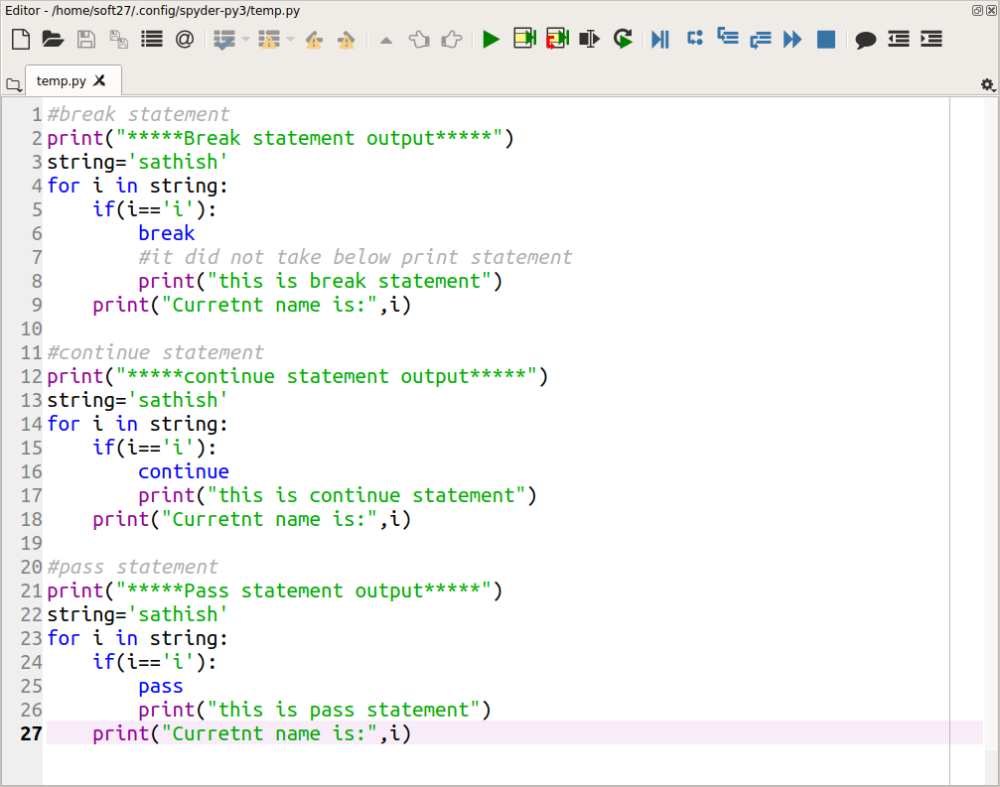 Editor - /home/soft27/.config/spyder-py3/temp.py
temp.py
1 #break statement
2 print("*****Break statement output*****")
3 string='sathish'
4 for i in string:
5     if(i=='i'):
6         break
7         #it did not take below print statement
8         print("this is break statement")
9     print("Curretnt name is:",i)
10
11 #continue statement
12 print("*****continue statement output*****")
13 string='sathish'
14 for i in string:
15     if(i=='i'):
16         continue
17         print("this is continue statement")
18     print("Curretnt name is:",i)
19
20 #pass statement
21 print("*****Pass statement output*****")
22 string='sathish'
23 for i in string:
24     if(i=='i'):
25         pass
26         print("this is pass statement")
27     print("Curretnt name is:",i)